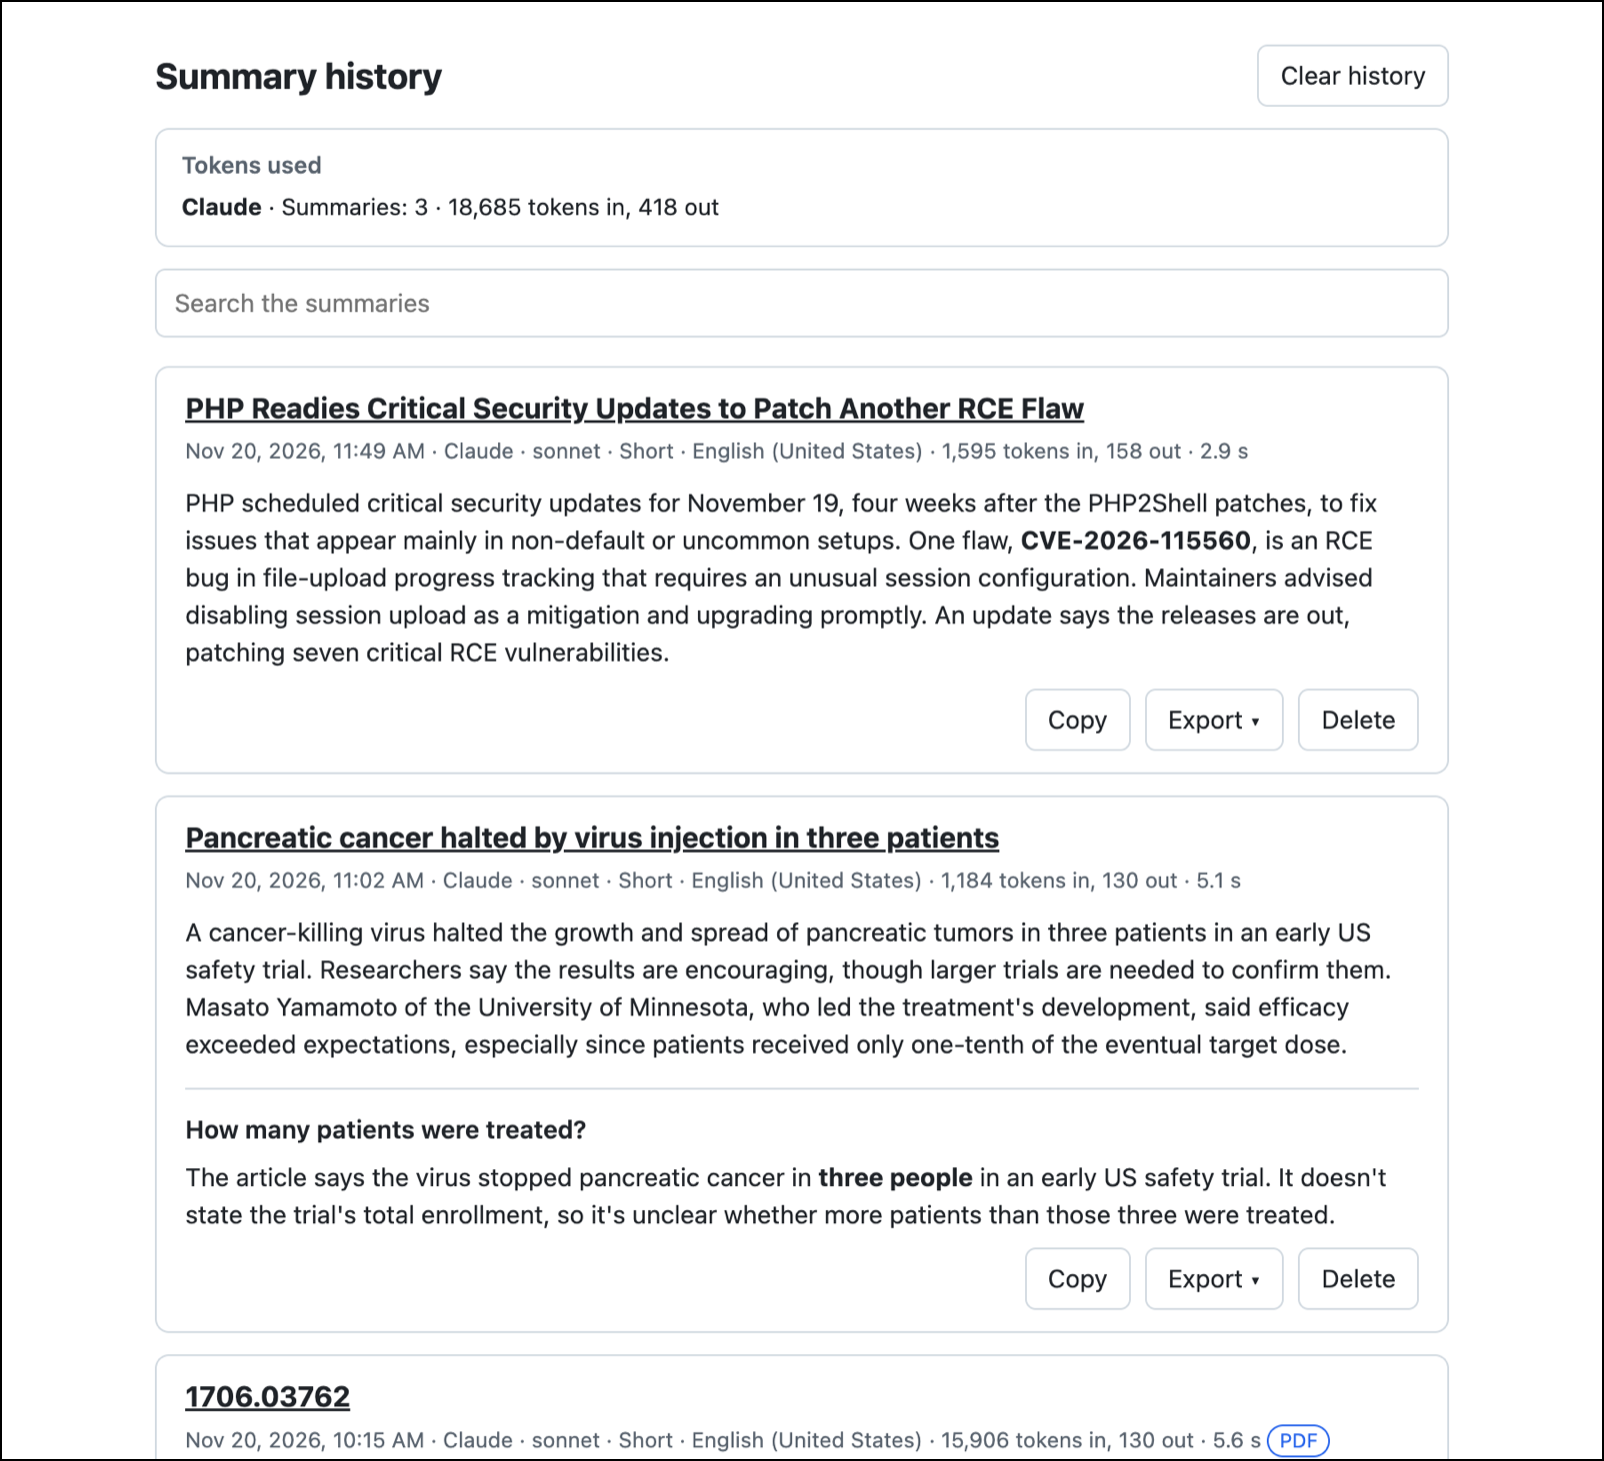 Summary history
Clear history
Tokens used
Claude · Summaries: 3 · 18,685 tokens in, 418 out
Search the summaries
PHP Readies Critical Security Updates to Patch Another RCE Flaw
Nov 20, 2026, 11:49 AM · Claude · sonnet · Short · English (United States) · 1,595 tokens in, 158 out · 2.9 s
PHP scheduled critical security updates for November 19, four weeks after the PHP2Shell patches, to fix
issues that appear mainly in non-default or uncommon setups. One flaw, CVE-2026-115560, is an RCE
bug in file-upload progress tracking that requires an unusual session configuration. Maintainers advised
disabling session upload as a mitigation and upgrading promptly. An update says the releases are out,
patching seven critical RCE vulnerabilities.
Copy
Export ▾
Delete
Pancreatic cancer halted by virus injection in three patients
Nov 20, 2026, 11:02 AM · Claude · sonnet · Short · English (United States) · 1,184 tokens in, 130 out · 5.1 s
A cancer-killing virus halted the growth and spread of pancreatic tumors in three patients in an early US
safety trial. Researchers say the results are encouraging, though larger trials are needed to confirm them.
Masato Yamamoto of the University of Minnesota, who led the treatment's development, said efficacy
exceeded expectations, especially since patients received only one-tenth of the eventual target dose.
How many patients were treated?
The article says the virus stopped pancreatic cancer in three people in an early US safety trial. It doesn't
state the trial's total enrollment, so it's unclear whether more patients than those three were treated.
Copy
Export ▾
Delete
1706.03762
Nov 20, 2026, 10:15 AM · Claude · sonnet · Short · English (United States) · 15,906 tokens in, 130 out · 5.6 s PDF